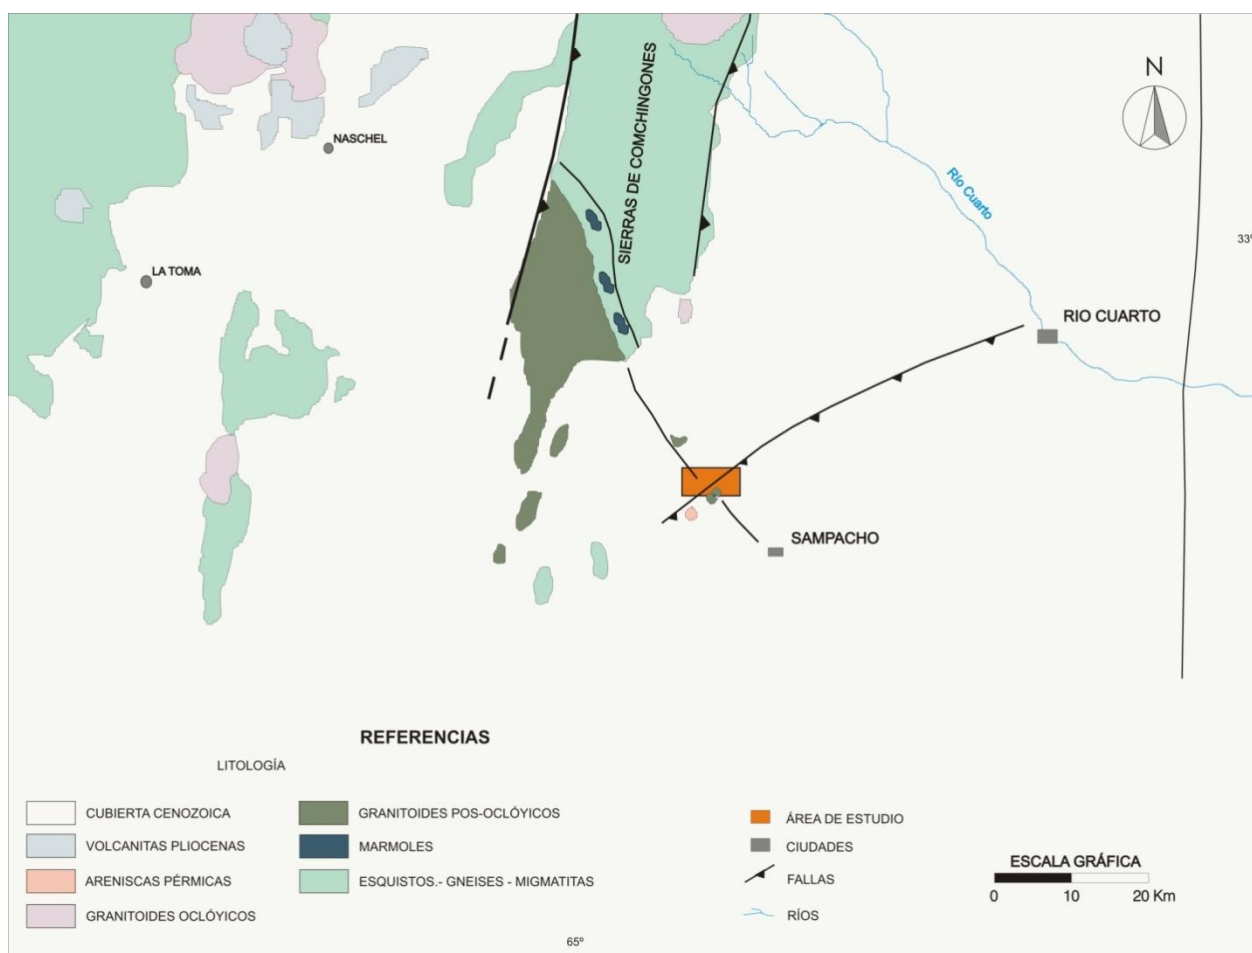 N
NASCHEL
SIERRAS DE COMCHINGONES
Río Cuarto
33º
LA TOMA
RIO CUARTO
SAMPACHO
REFERENCIAS
LITOLOGÍA
CUBIERTA CENOZOICA
VOLCANITAS PLIOCENAS
ARENISCAS PÉRMICAS
GRANITOIDES OCLÓYICOS
GRANITOIDES POS-OCLÓYICOS
MARMOLES
ESQUISTOS.- GNEISES - MIGMATITAS
ÁREA DE ESTUDIO
CIUDADES
FALLAS
RÍOS
ESCALA GRÁFICA
0 10 20 Km
65º